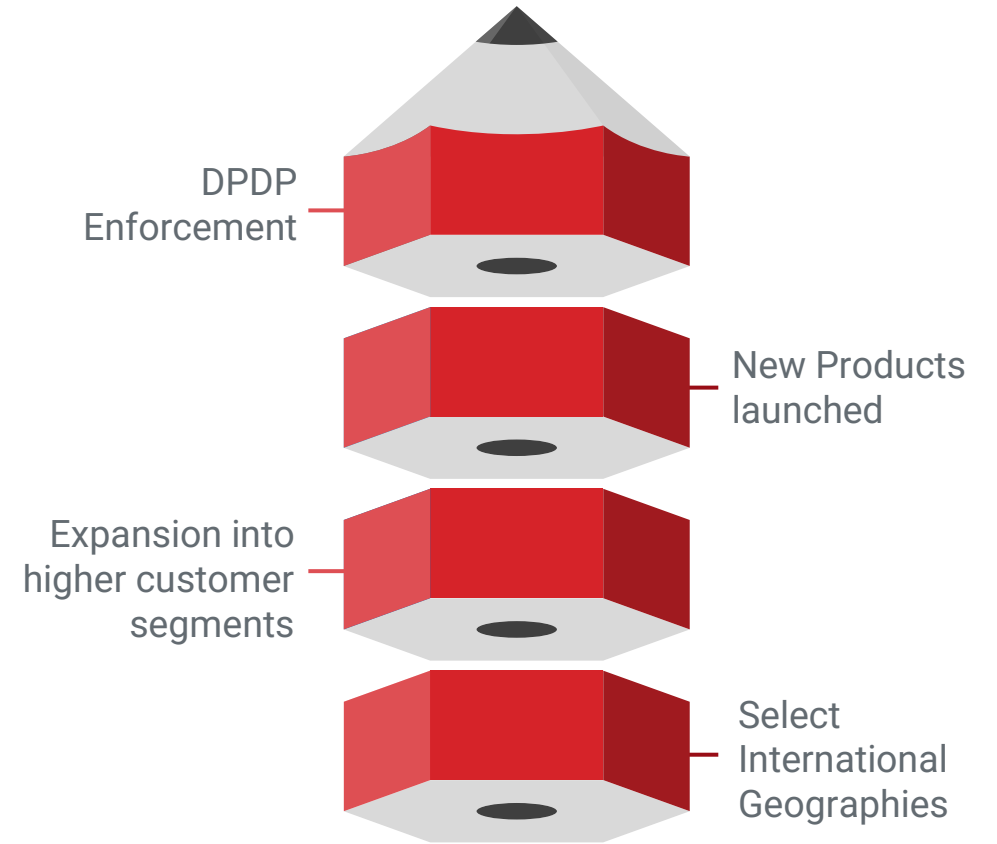 DPDP
Enforcement
New Products
launched
Expansion into
higher customer
segments
Select
International
Geographies